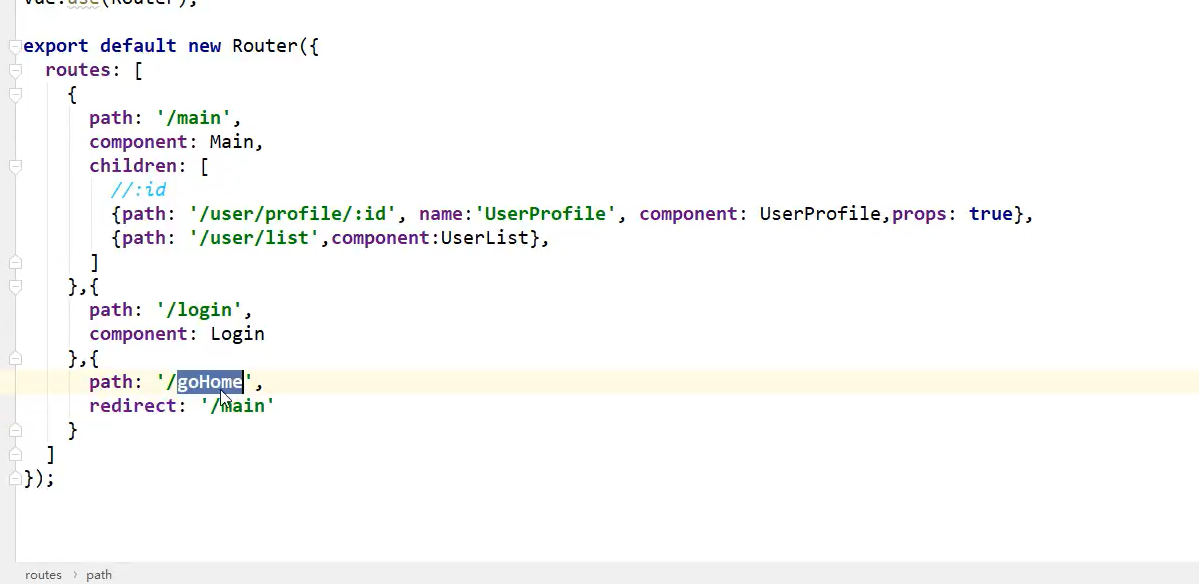 Vue.use(Router);
export default new Router({
routes: [
{
path: '/main',
component: Main,
children: [
//:id
{path: '/user/profile/:id', name:'UserProfile', component: UserProfile,props: true},
{path: '/user/list',component:UserList},
]
},{
path: '/login',
component: Login
},{
path: '/goHome',
redirect: '/main'
}
]
});
routes › path